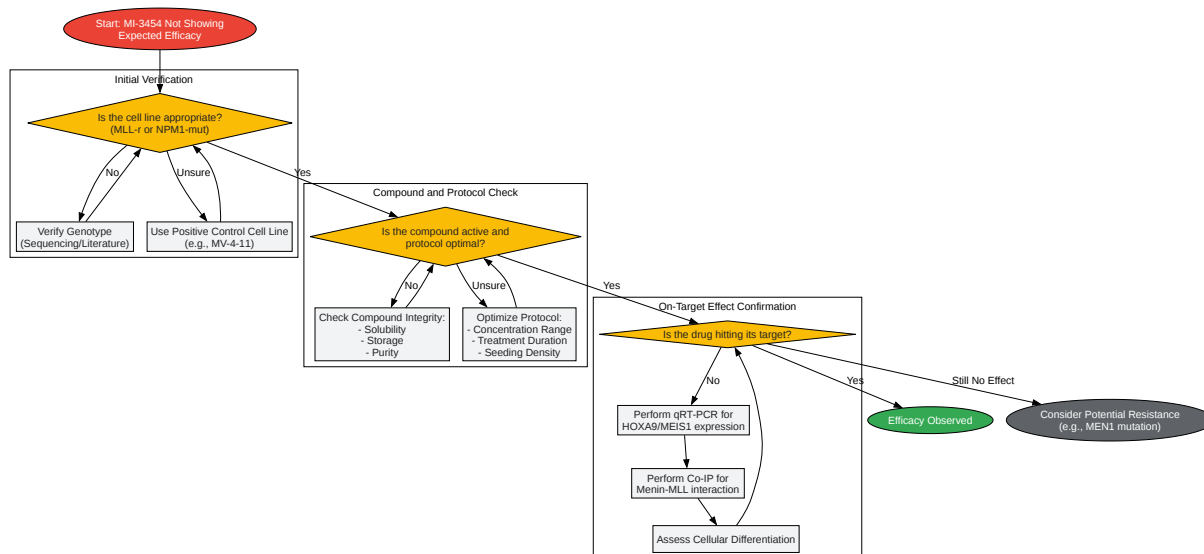 Start: MI-3454 Not Showing
Expected Efficacy
Initial Verification
Is the cell line appropriate?
(MLL-r or NPM1-mut)
No
Unsure
Yes
Verify Genotype
(Sequencing/Literature)
Use Positive Control Cell Line
(e.g., MV-4-11)
Compound and Protocol Check
Is the compound active and
protocol optimal?
No
Unsure
Yes
Check Compound Integrity:
- Solubility
- Storage
- Purity
Optimize Protocol:
- Concentration Range
- Treatment Duration
- Seeding Density
On-Target Effect Confirmation
Is the drug hitting its target?
No
Yes
Still No Effect
Perform qRT-PCR for
HOXA9/MEIS1 expression
Efficacy Observed
Consider Potential Resistance
(e.g., MEN1 mutation)
Perform Co-IP for
Menin-MLL interaction
Assess Cellular Differentiation